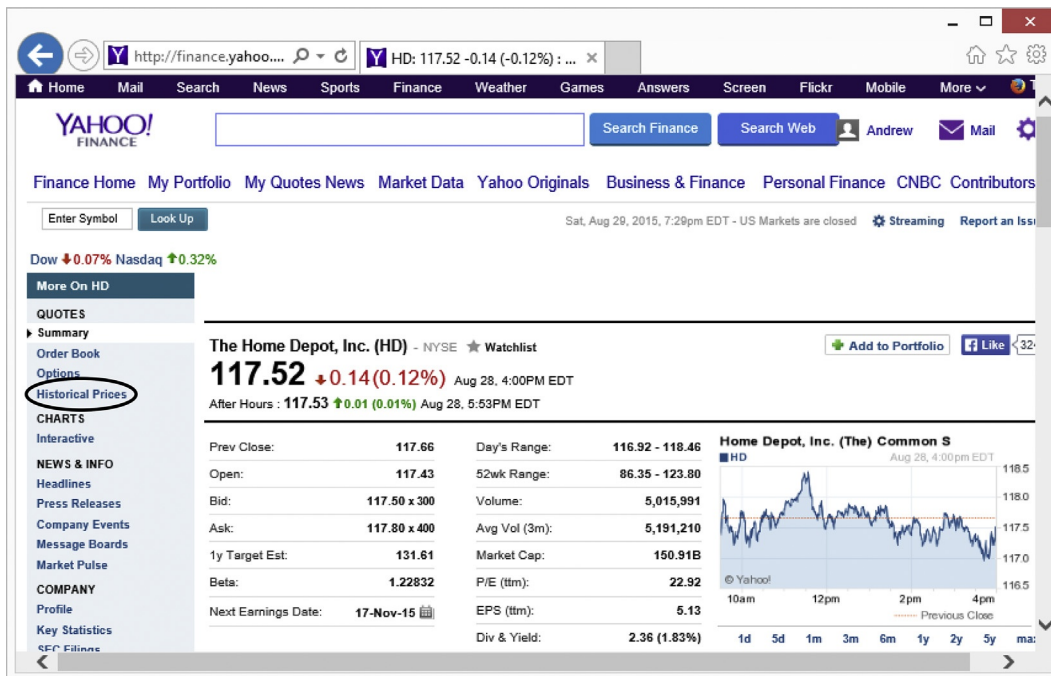 http://finance.yahoo....
HD: 117.52 -0.14 (-0.12%) : ...
Home Mail Search News Sports Finance Weather Games Answers Screen Flickr Mobile More
YAHOO!
FINANCE
Search Finance
Search Web
Andrew
Mail
Finance Home My Portfolio My Quotes News Market Data Yahoo Originals Business & Finance Personal Finance CNBC Contributors
Enter Symbol
Look Up
Sat, Aug 29, 2015, 7:29pm EDT - US Markets are closed
Streaming
Report an Iss
Dow 0.07% Nasdaq 0.32%
More On HD
QUOTES
Summary
Order Book
Options
Historical Prices
CHARTS
Interactive
NEWS & INFO
Headlines
Press Releases
Company Events
Message Boards
Market Pulse
COMPANY
Profile
Key Statistics
SEC Filings
The Home Depot, Inc. (HD) - NYSE Watchlist
Add to Portfolio
Like
32
117.52 0.14(0.12%) Aug 28, 4:00PM EDT
After Hours : 117.53 0.01 (0.01%) Aug 28, 5:53PM EDT
Prev Close: 117.66
Open: 117.43
Bid: 117.50 x 300
Ask: 117.80 x 400
1y Target Est: 131.61
Beta: 1.22832
Next Earnings Date: 17-Nov-15
Day's Range: 116.92 - 118.46
52wk Range: 86.35 - 123.80
Volume: 5,015,991
Avg Vol (3m): 5,191,210
Market Cap: 150.91B
P/E (ttm): 22.92
EPS (ttm): 5.13
Div & Yield: 2.36 (1.83%)
Home Depot, Inc. (The) Common S
HD
Aug 28, 4:00pm EDT
118.5
118.0
117.5
117.0
116.5
© Yahoo!
10am 12pm 2pm 4pm
Previous Close
1d 5d 1m 3m 6m 1y 2y 5y max